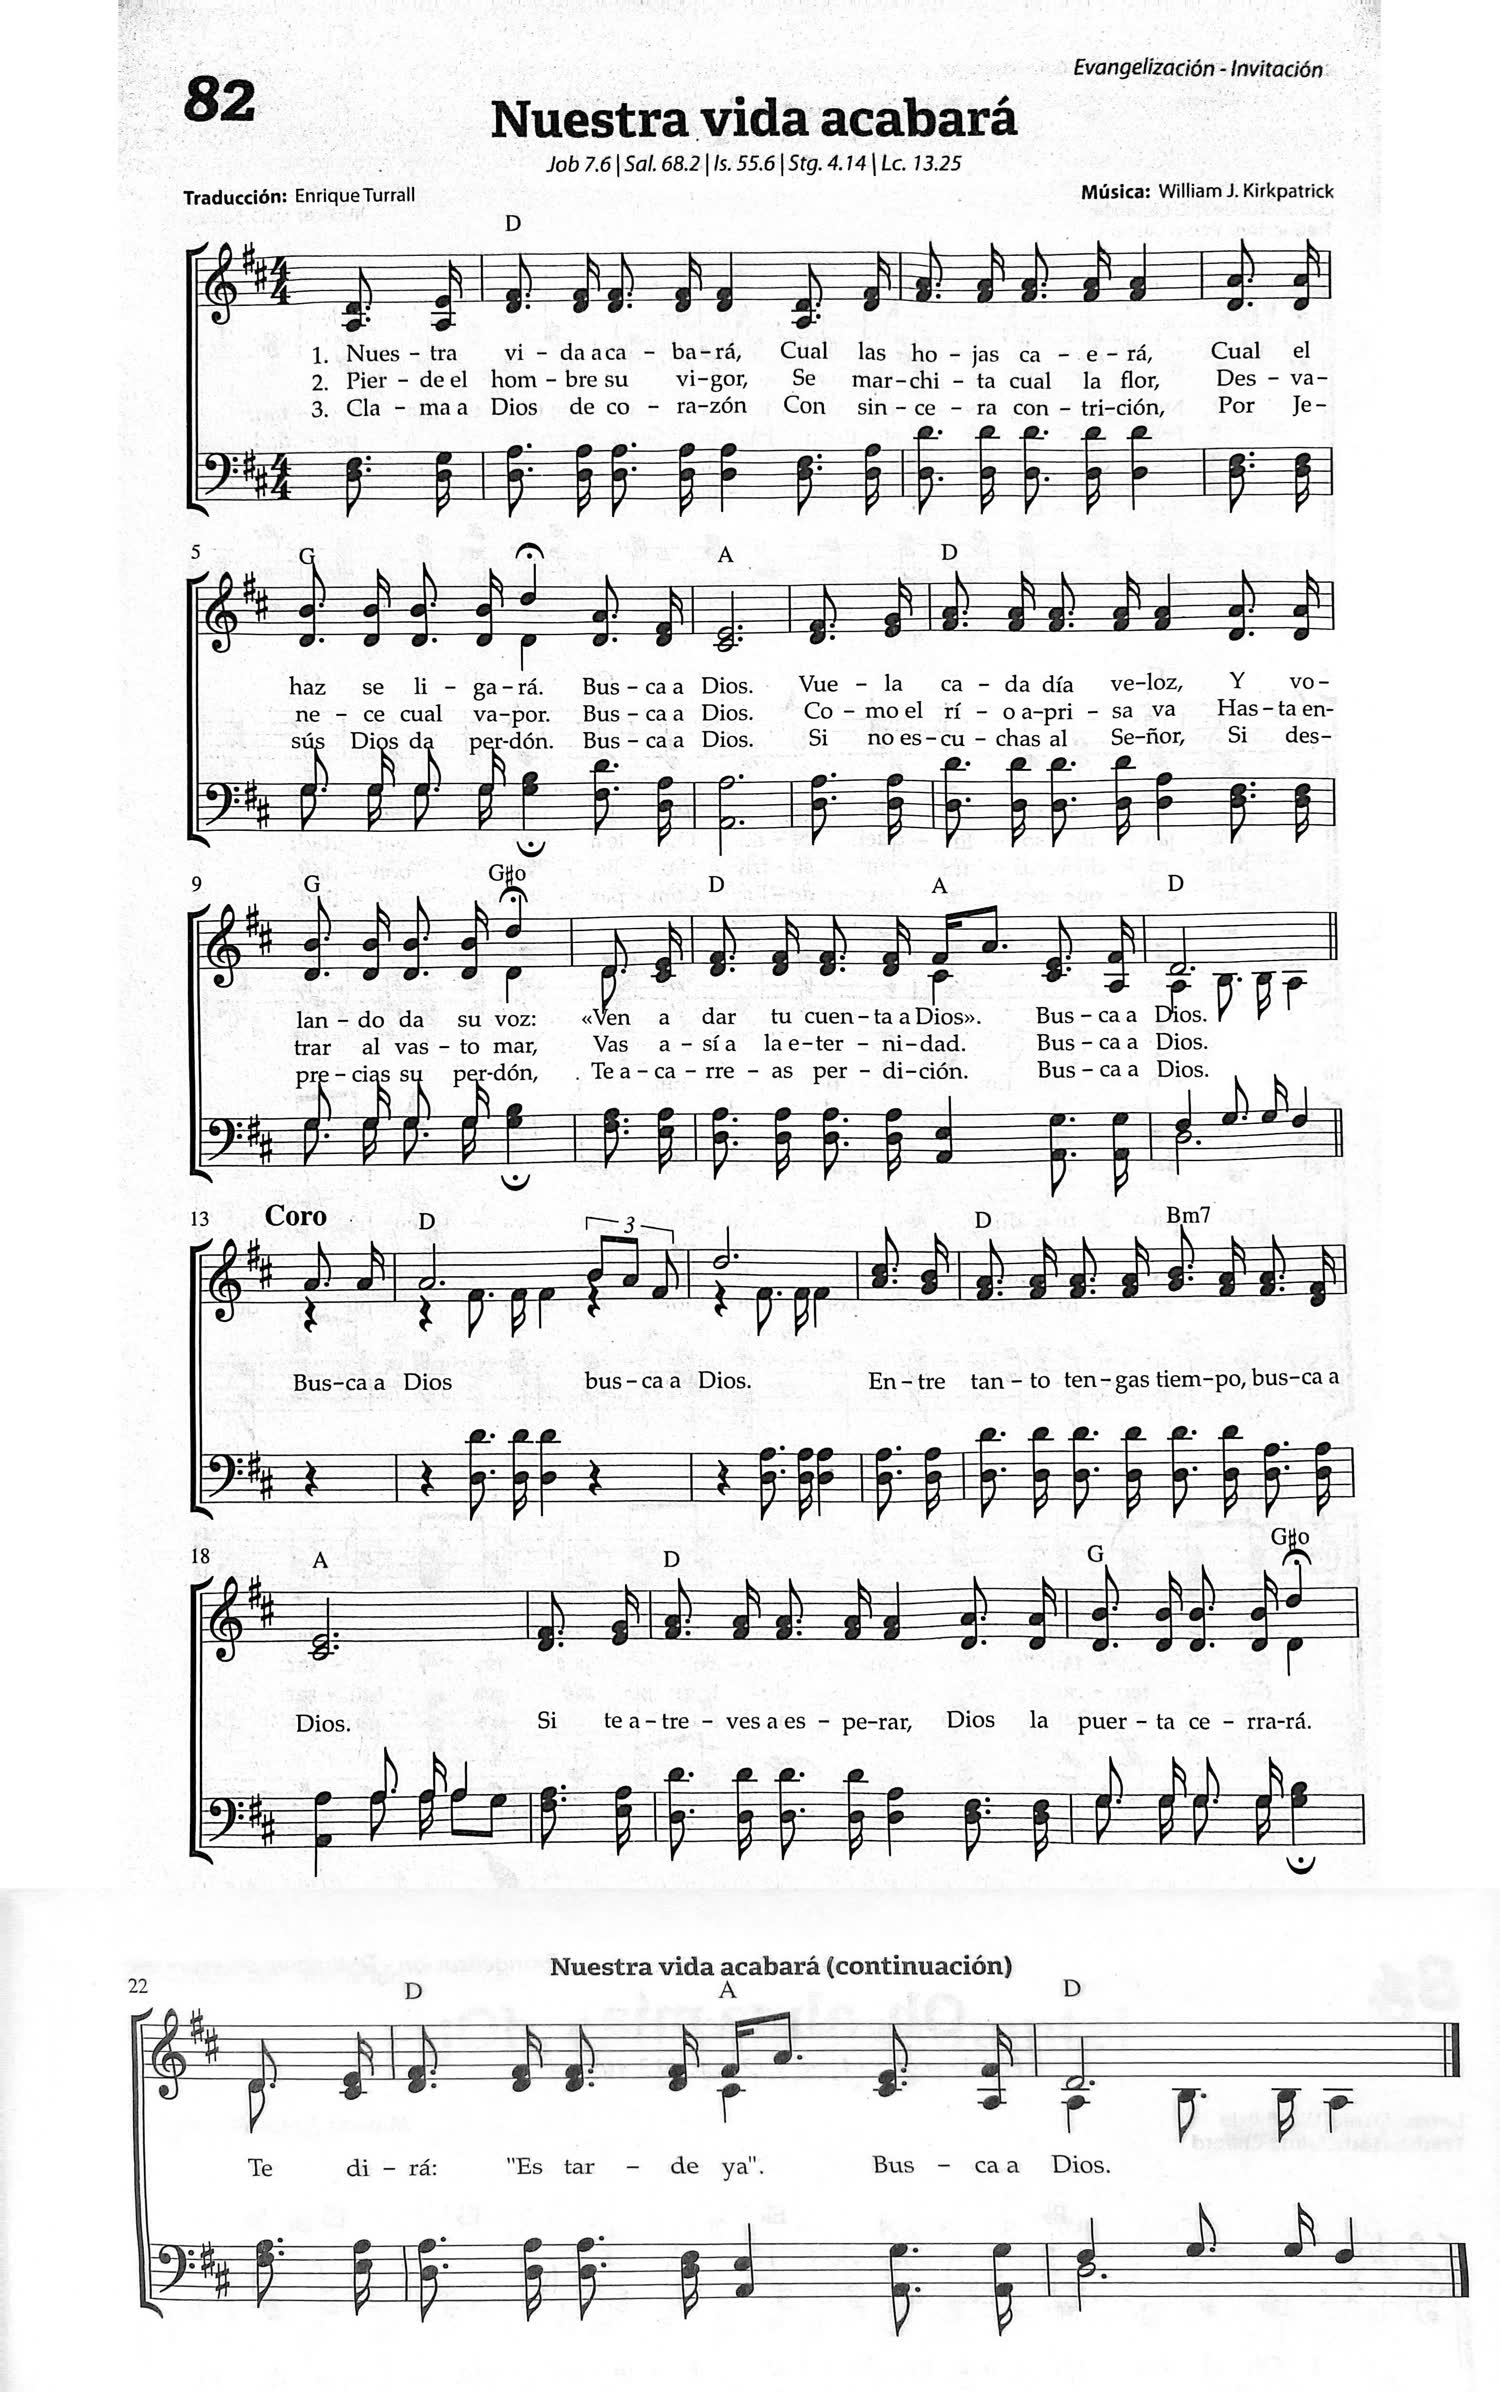 Evangelización - Invitación
82
Nuestra vida acabará
Job 7.6 | Sal. 68.2 | Is. 55.6 | Stg. 4.14 | Lc. 13.25
Traducción: Enrique Turrall
Música: William J. Kirkpatrick
D
1. Nues – tra vi – da a ca – ba – rá, Cual las ho – jas ca – e – rá, Cual el
2. Pier – de el hom – bre su vi – gor, Se mar – chi – ta cual la flor, Des – va –
3. Cla – ma a Dios de co – ra – zón Con sin – ce – ra con – tri – ción, Por Je –
5
G A D
haz se li – ga – rá. Bus – ca a Dios. Vue – la ca – da día ve – loz, Y vo –
ne – ce cual va – por. Bus – ca a Dios. Co – mo el rí – o a – pri – sa va Has – ta en-
sús Dios da per – dón. Bus – ca a Dios. Si no es – cu – chas al Se – ñor, Si des –
9
G G♯o D A D
lan – do da su voz: «Ven a dar tu cuen – ta a Dios». Bus – ca a Dios.
trar al vas – to mar, Vas a – sí a la e – ter – ni – dad. Bus – ca a Dios.
pre – cias su per – dón, Te a – ca – rre – as per – di – ción. Bus – ca a Dios.
13
Coro
D 3 D Bm7
Bus – ca a Dios bus – ca a Dios. En – tre tan – to ten – gas tiem – po, bus – ca a
18
A D G G♯o
Dios. Si te a – tre – ves a es – pe – rar, Dios la puer – ta ce – rra – rá.
Nuestra vida acabará (continuación)
22
D A D
Te di – rá: "Es tar – de ya". Bus – ca a Dios.